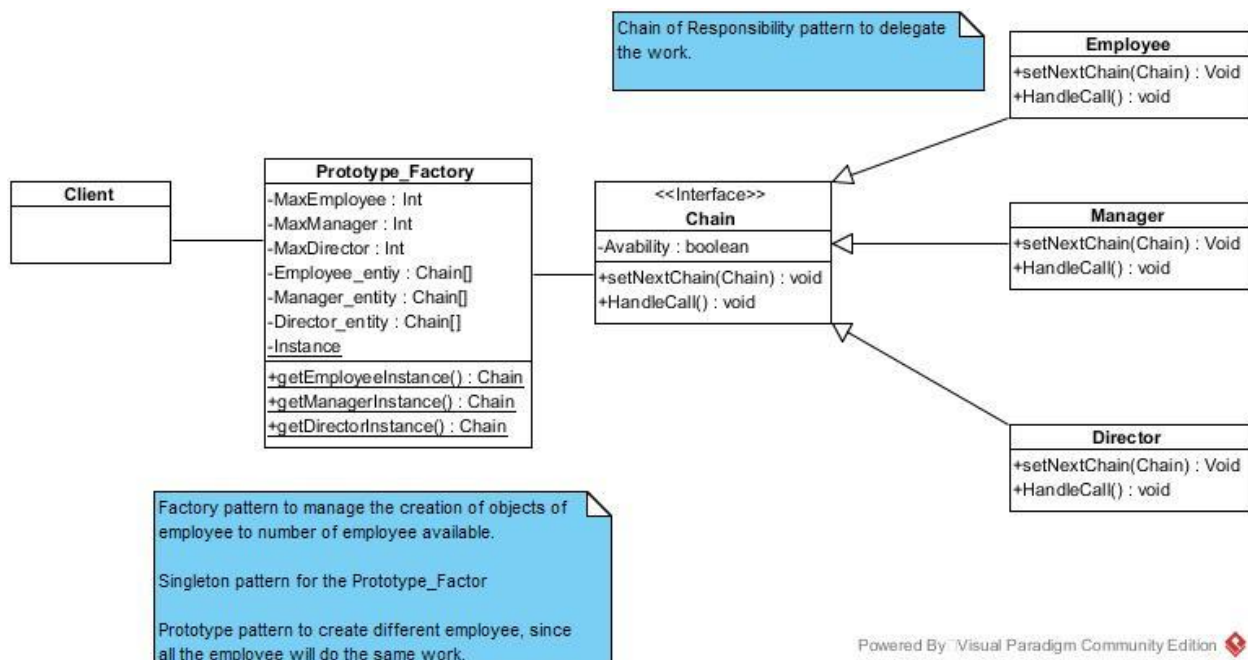 Chain of Responsibility pattern to delegate
the work.
Employee
+setNextChain(Chain) : Void
+HandleCall() : void
Client
Prototype_Factory
-MaxEmployee : Int
-MaxManager : Int
-MaxDirector : Int
-Employee_entiy : Chain[]
-Manager_entity : Chain[]
-Director_entity : Chain[]
-Instance
+getEmployeeInstance() : Chain
+getManagerInstance() : Chain
+getDirectorInstance() : Chain
<<Interface>>
Chain
-Avability : boolean
+setNextChain(Chain) : void
+HandleCall() : void
Manager
+setNextChain(Chain) : Void
+HandleCall() : void
Director
+setNextChain(Chain) : Void
+HandleCall() : void
Factory pattern to manage the creation of objects of
employee to number of employee available.
Singleton pattern for the Prototype_Factor
Prototype pattern to create different employee, since
all the employee will do the same work.
Powered By Visual Paradigm Community Edition